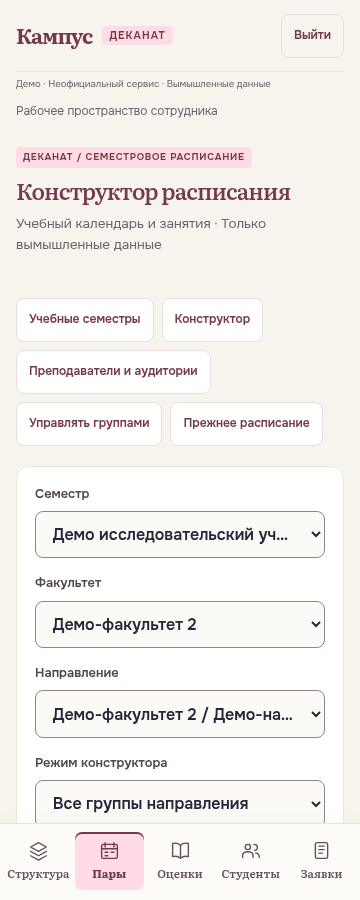 Кампус ДЕКАНАТ Выйти
Демо · Неофициальный сервис · Вымышленные данные
Рабочее пространство сотрудника
ДЕКАНАТ / СЕМЕСТРОВОЕ РАСПИСАНИЕ
Конструктор расписания
Учебный календарь и занятия · Только
вымышленные данные
Учебные семестры Конструктор
Преподаватели и аудитории
Управлять группами Прежнее расписание
Семестр
Демо исследовательский уч...
Факультет
Демо-факультет 2
Направление
Демо-факультет 2 / Демо-на...
Режим конструктора
Все группы направления
Структура Пары Оценки Студенты Заявки